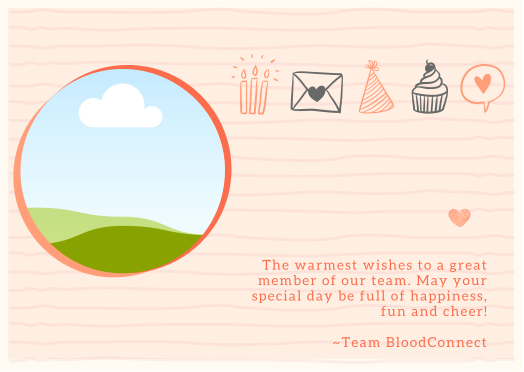 The warmest wishes to a great
member of our team. May your
special day be full of happiness,
fun and cheer!
~Team BloodConnect